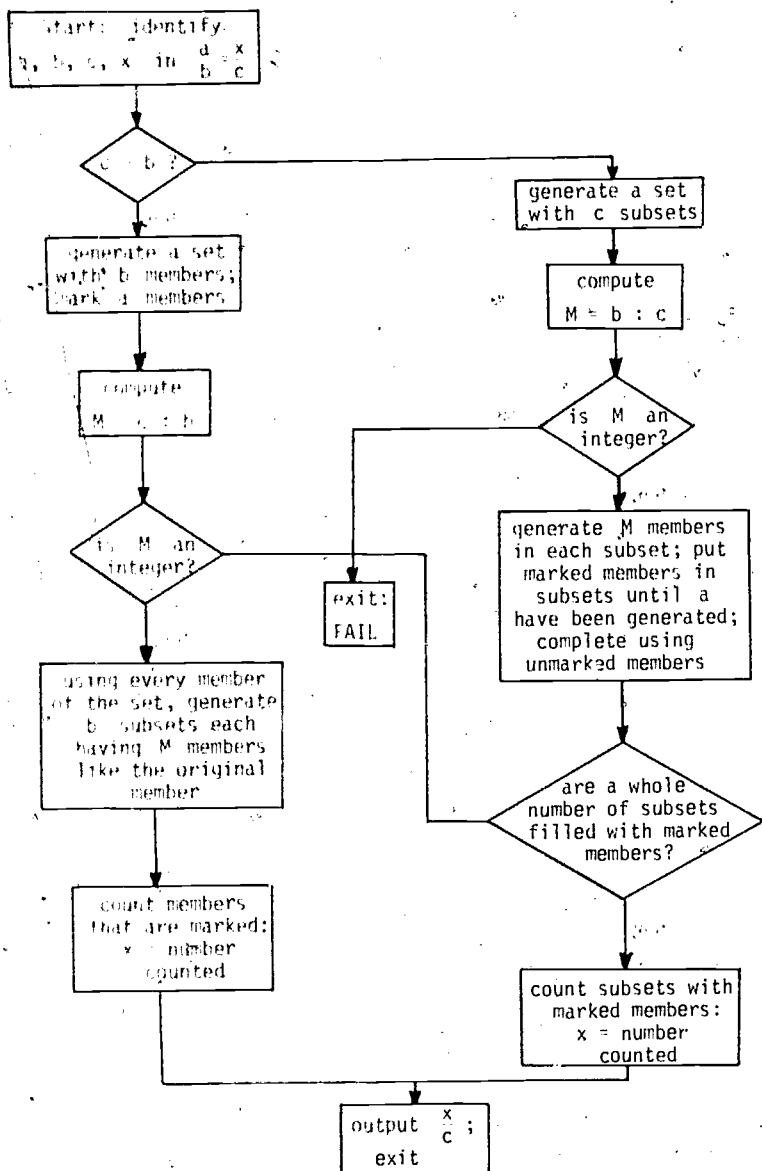 Start: identify
a, b, c, x in a/b = x/c
c b ?
generate a set
with b members;
mark a members
compute
M c : b
is M an
integer?
using every member
of the set, generate
b subsets each
having M members
like the original
member
count members
that are marked:
x = number
counted
generate a set
with c subsets
compute
M = b : c
is M an
integer?
exit:
FAIL
generate M members
in each subset; put
marked members in
subsets until a
have been generated;
complete using
unmarked members
are a whole
number of subsets
filled with marked
members?
count subsets with
marked members:
x = number
counted
output x/c ;
exit